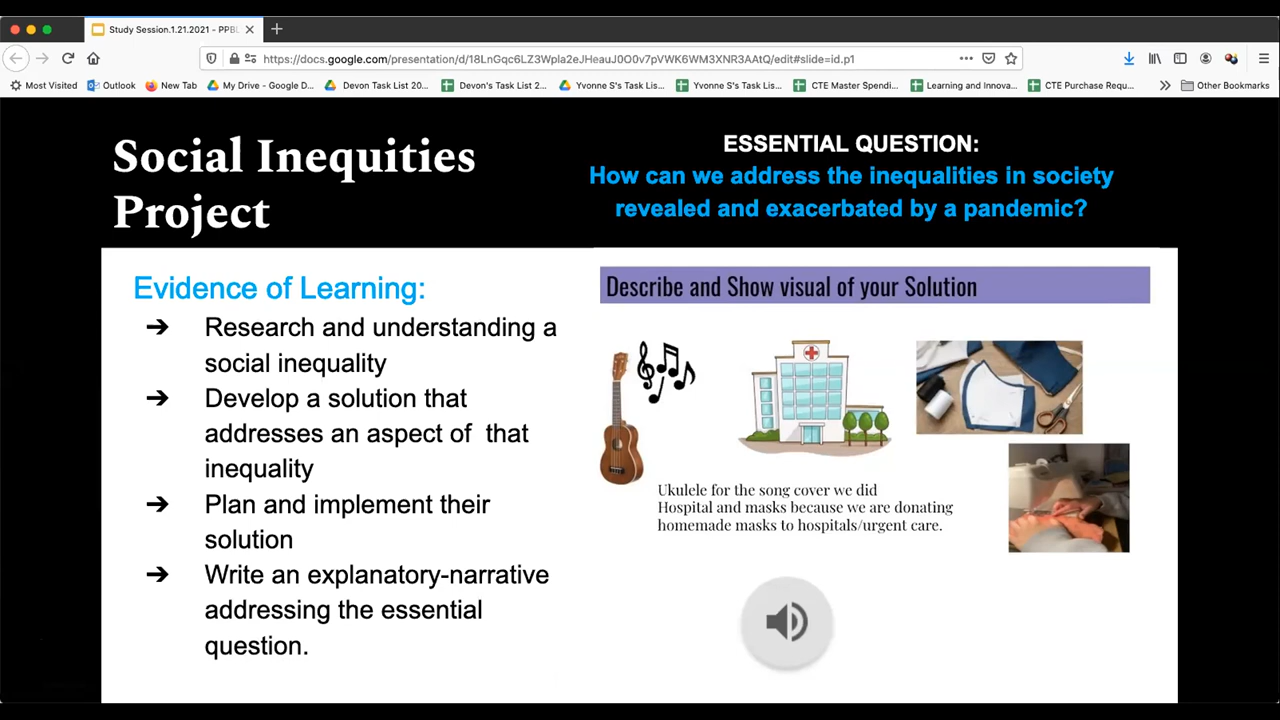 Study Session.1.21.2021 - PPB
https://docs.google.com/presentation/d/18LnGqc6LZ3Wpla2eJHeauJ0O0v7pVWK6WM3XNR3AAtQ/edit#slide=id.p1
Most Visited Outlook New Tab My Drive - Google D... Devon Task List 20... Devon's Task List 2... Yvonne S's Task Lis... Yvonne S's Task Lis... CTE Master Spendi... Learning and Innova... CTE Purchase Requ... Other Bookmarks
Social Inequities
Project
ESSENTIAL QUESTION:
How can we address the inequalities in society
revealed and exacerbated by a pandemic?
Evidence of Learning:
➔ Research and understanding a
social inequality
➔ Develop a solution that
addresses an aspect of that
inequality
➔ Plan and implement their
solution
➔ Write an explanatory-narrative
addressing the essential
question.
Describe and Show visual of your Solution
Ukulele for the song cover we did
Hospital and masks because we are donating
homemade masks to hospitals/urgent care.